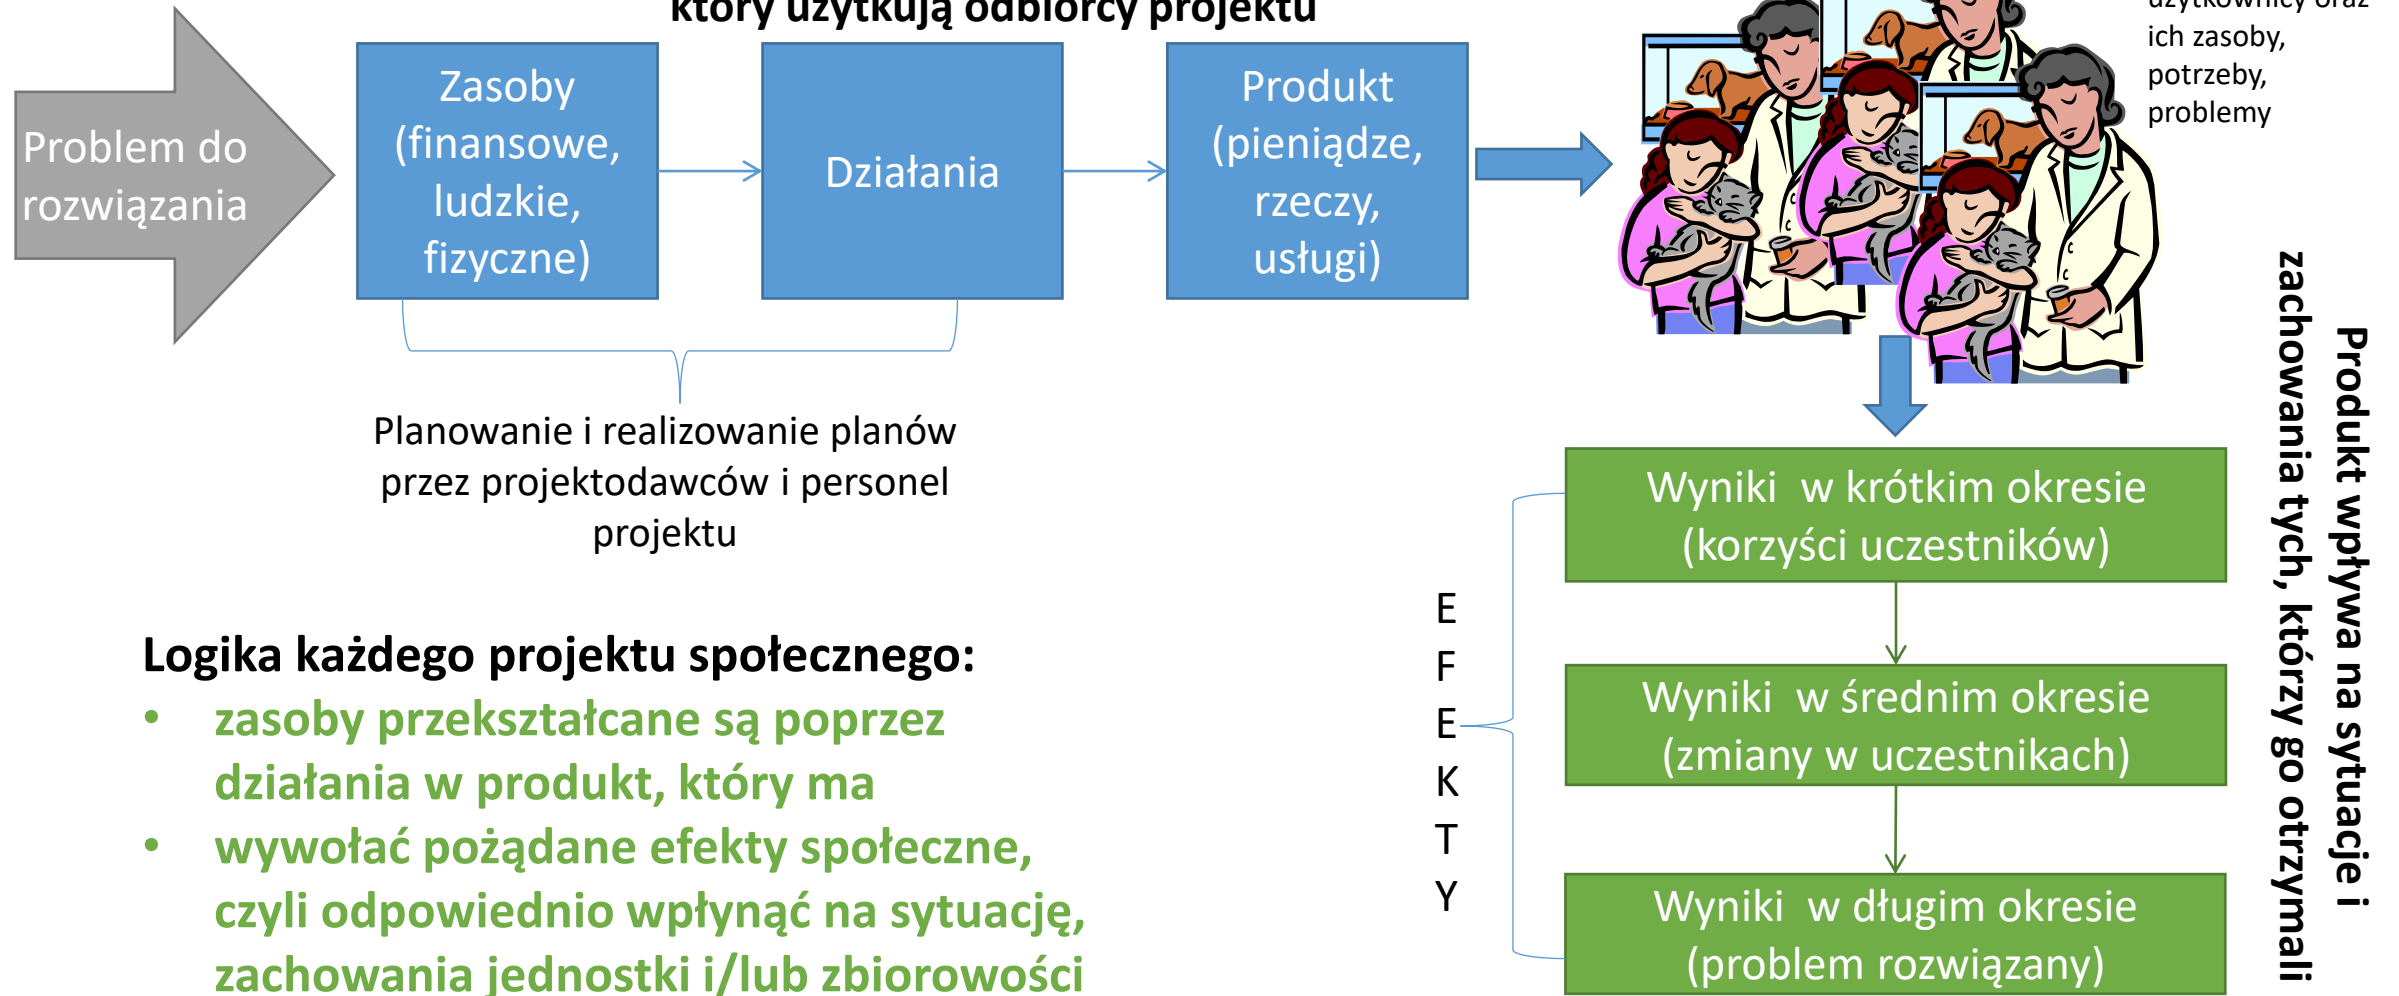 który użytkują odbiorcy projektu
użytkownicy oraz
ich zasoby,
potrzeby,
problemy
Problem do
rozwiązania
Zasoby
(finansowe,
ludzkie,
fizyczne)
Działania
Produkt
(pieniądze,
rzeczy,
usługi)
Planowanie i realizowanie planów
przez projektodawców i personel
projektu
Logika każdego projektu społecznego:
• zasoby przekształcane są poprzez
działania w produkt, który ma
• wywołać pożądane efekty społeczne,
czyli odpowiednio wpłynąć na sytuację,
zachowania jednostki i/lub zbiorowości
E
F
E
K
T
Y
Wyniki w krótkim okresie
(korzyści uczestników)
Wyniki w średnim okresie
(zmiany w uczestnikach)
Wyniki w długim okresie
(problem rozwiązany)
Produkt wpływa na sytuacje i
zachowania tych, którzy go otrzymali